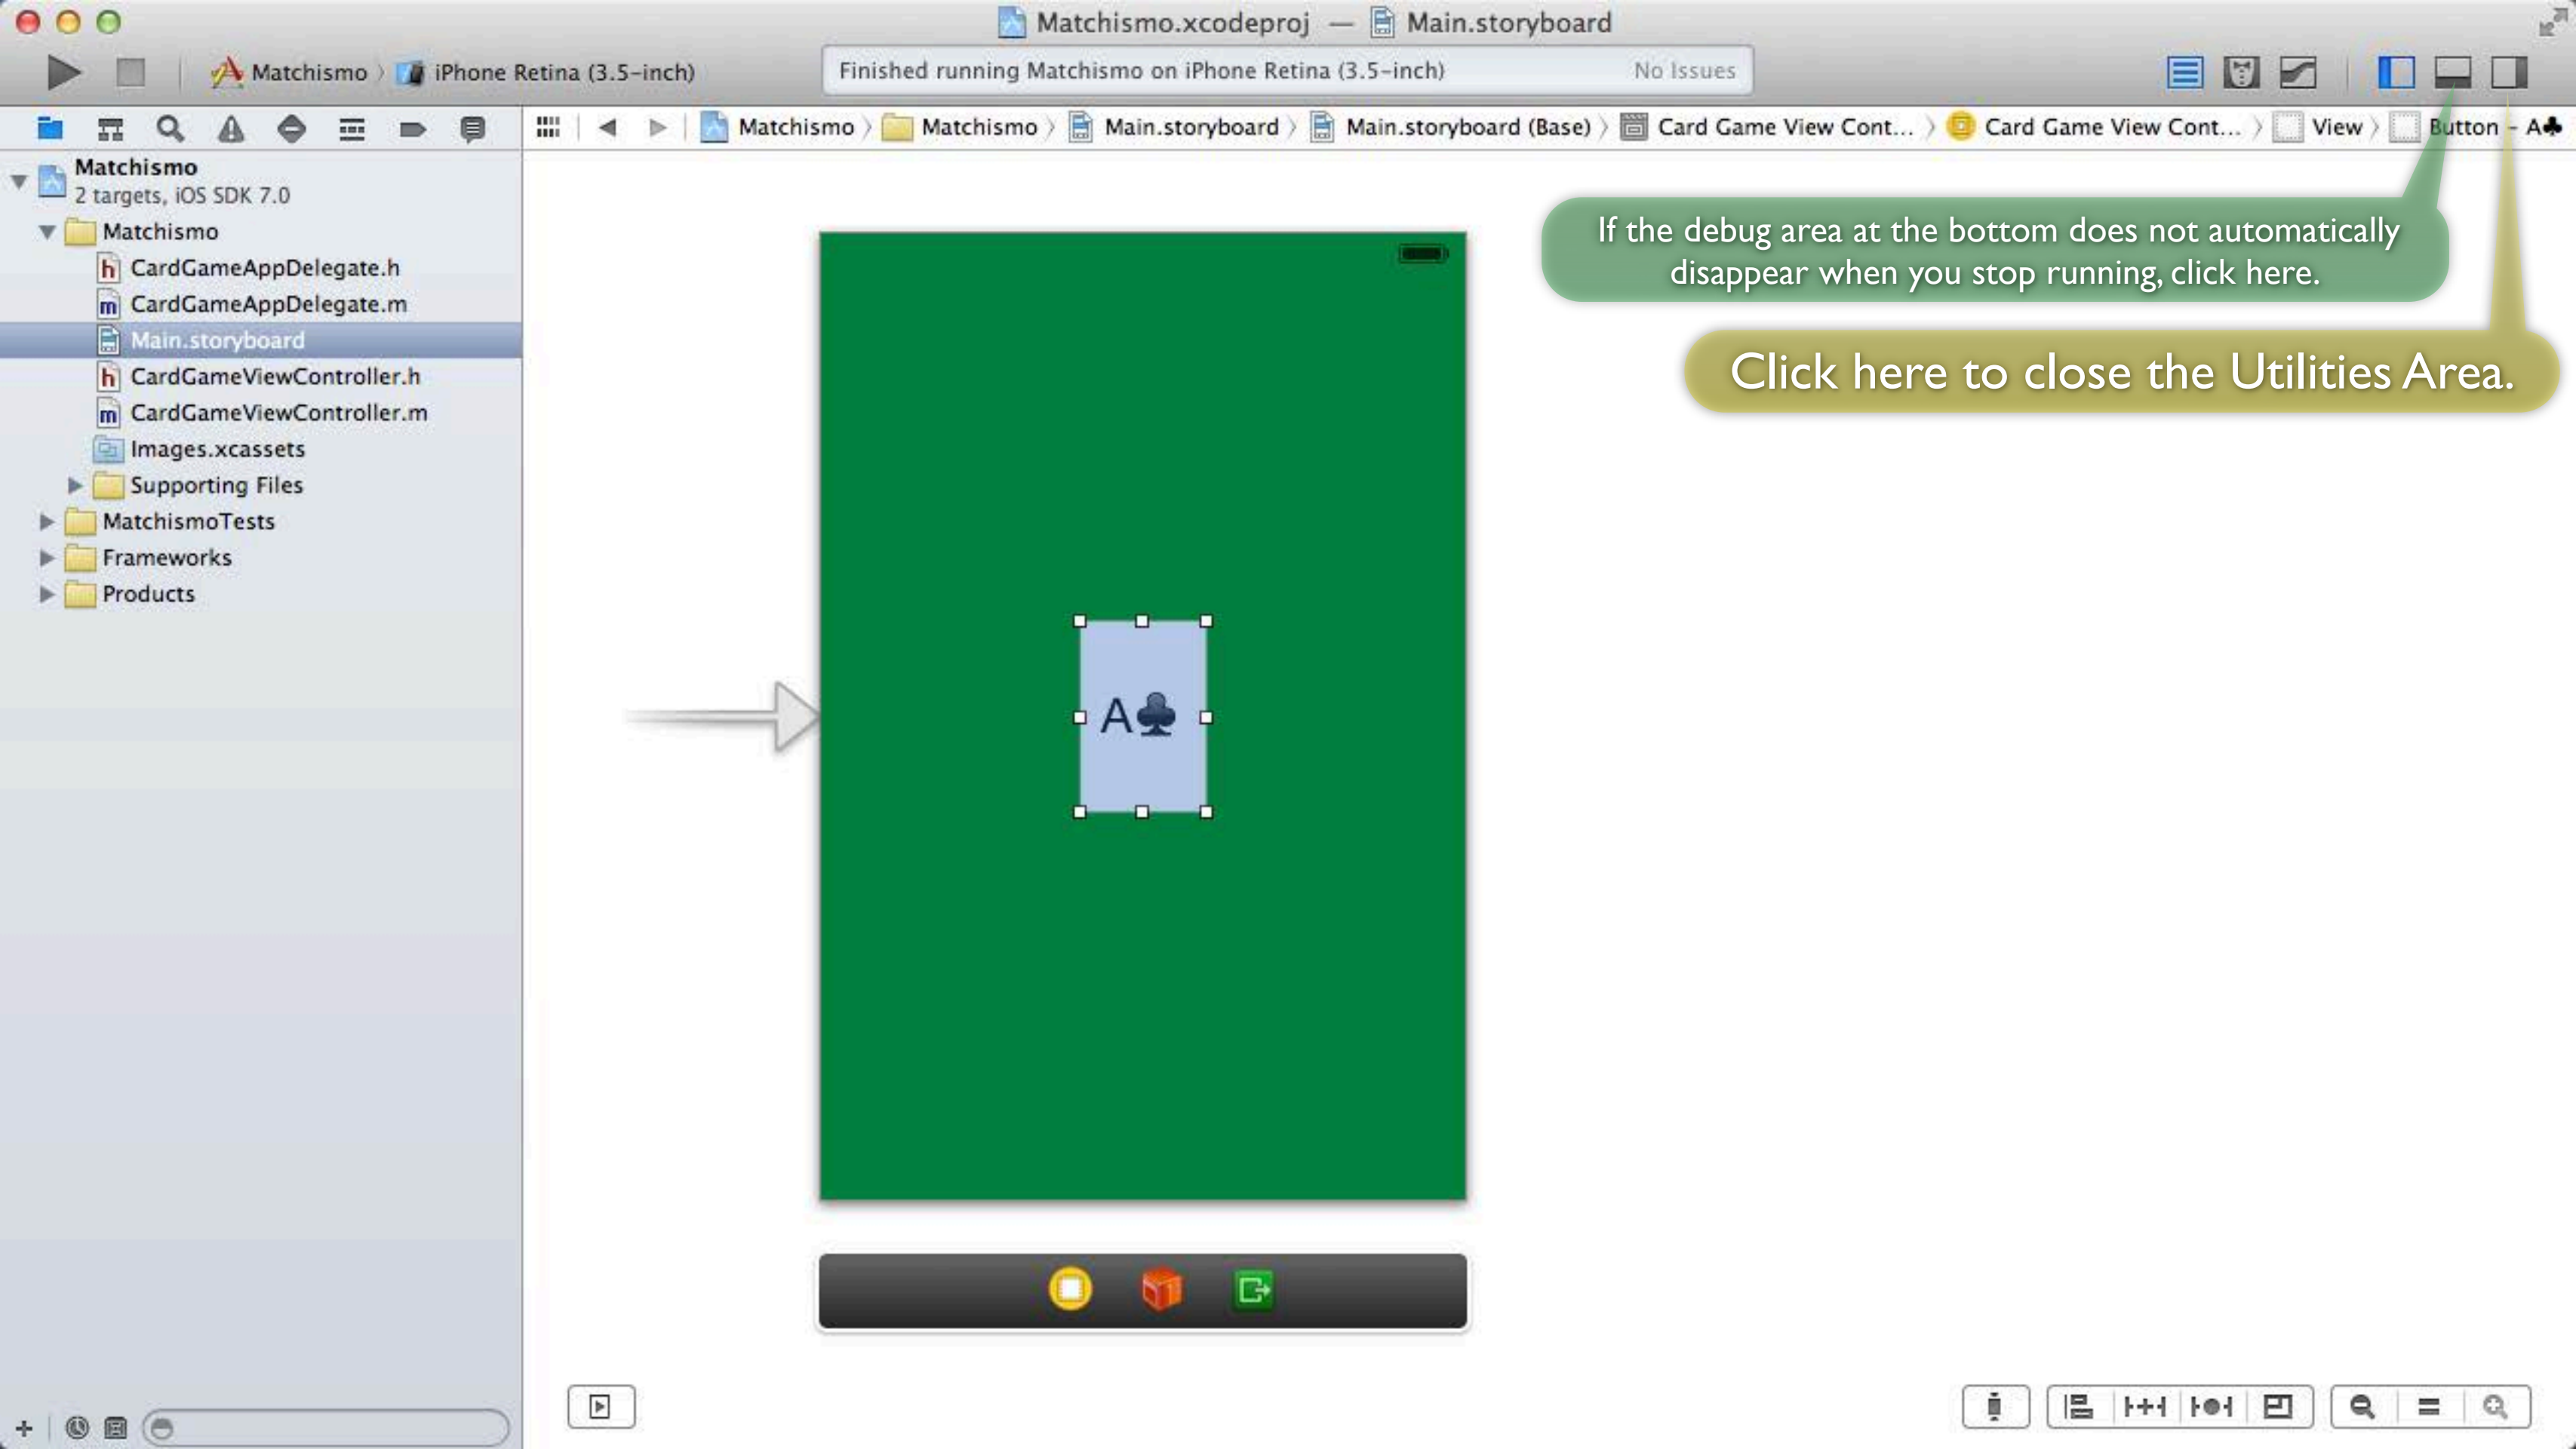 Matchismo.xcodeproj — Main.storyboard
Matchismo iPhone Retina (3.5-inch)
Finished running Matchismo on iPhone Retina (3.5-inch) No Issues
Matchismo Matchismo Main.storyboard Main.storyboard (Base) Card Game View Cont... Card Game View Cont... View Button - A♣
Matchismo
2 targets, iOS SDK 7.0
Matchismo
h CardGameAppDelegate.h
m CardGameAppDelegate.m
Main.storyboard
h CardGameViewController.h
m CardGameViewController.m
Images.xcassets
Supporting Files
MatchismoTests
Frameworks
Products
If the debug area at the bottom does not automatically
disappear when you stop running, click here.
Click here to close the Utilities Area.
A♣